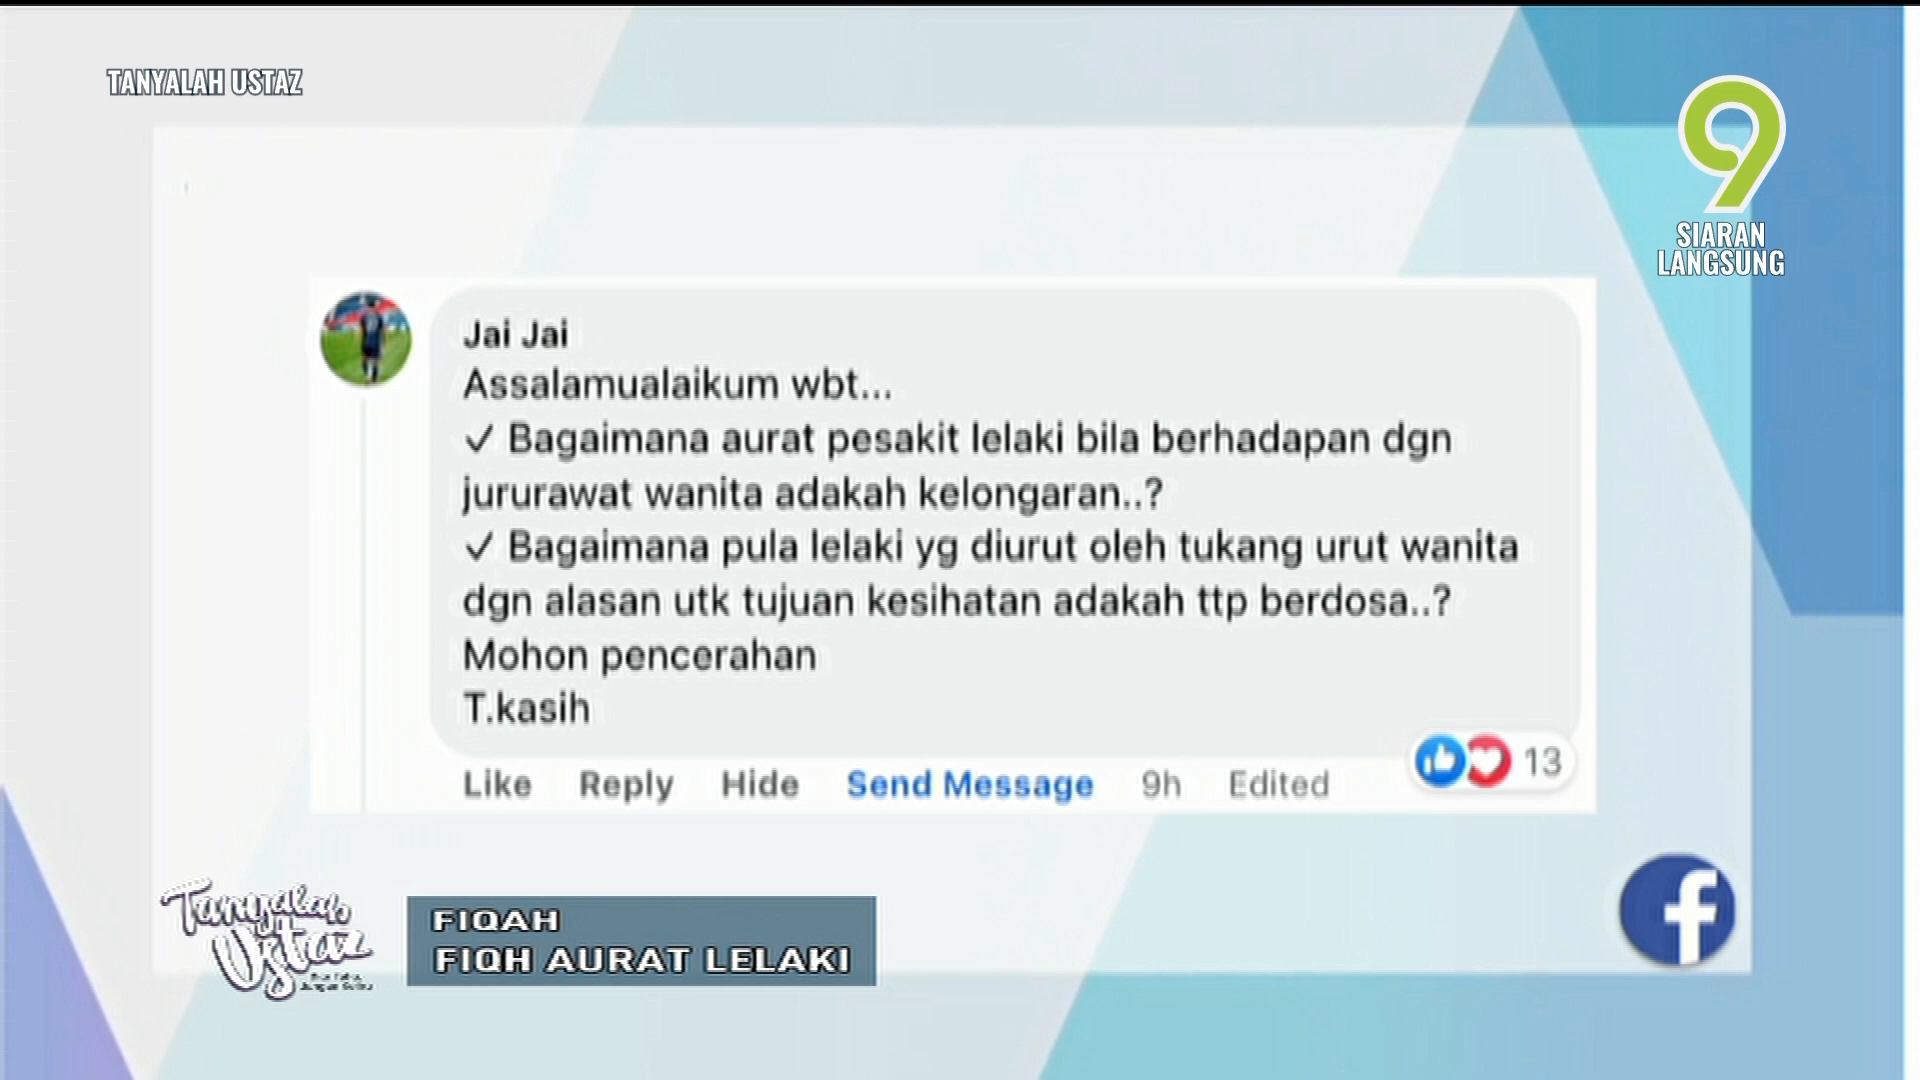 TANYALAH USTAZ
9
SIARAN
LANGSUNG
Jai Jai
Assalamualaikum wbt...
✓ Bagaimana aurat pesakit lelaki bila berhadapan dgn
jururawat wanita adakah kelongaran..?
✓ Bagaimana pula lelaki yg diurut oleh tukang urut wanita
dgn alasan utk tujuan kesihatan adakah ttp berdosa..?
Mohon pencerahan
T.kasih
13
Like Reply Hide Send Message 9h Edited
Tanyalah
Ustaz
FIQAH
FIQH AURAT LELAKI
f